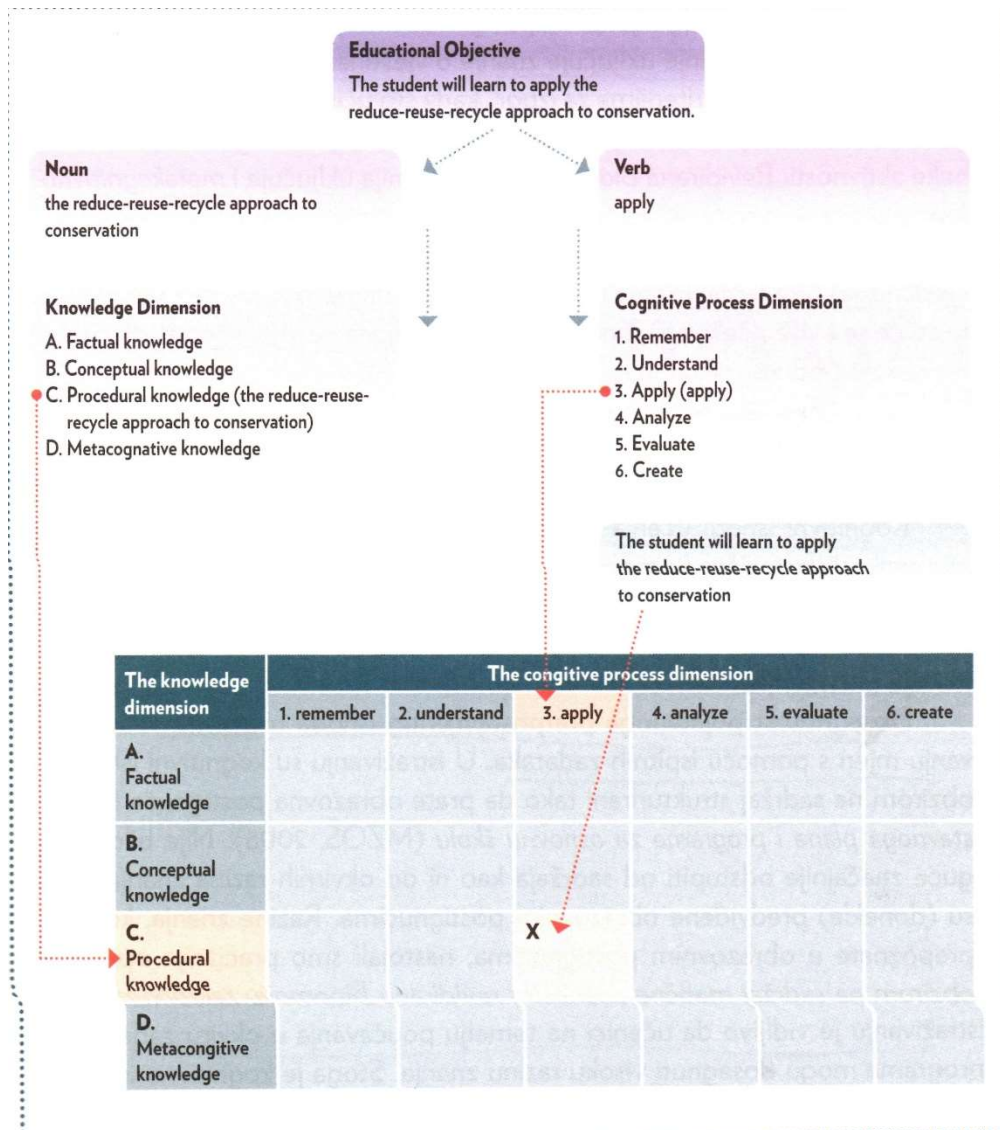 Educational Objective
The student will learn to apply the
reduce-reuse-recycle approach to conservation.
Noun
the reduce-reuse-recycle approach to
conservation
Verb
apply
Knowledge Dimension
A. Factual knowledge
B. Conceptual knowledge
C. Procedural knowledge (the reduce-reuse-
recycle approach to conservation)
D. Metacognative knowledge
Cognitive Process Dimension
1. Remember
2. Understand
3. Apply (apply)
4. Analyze
5. Evaluate
6. Create
The student will learn to apply
the reduce-reuse-recycle approach
to conservation
The knowledge
dimension
The congitive process dimension
1. remember
2. understand
3. apply
4. analyze
5. evaluate
6. create
A.
Factual
knowledge
B.
Conceptual
knowledge
C.
Procedural
knowledge
X
D.
Metacongitive
knowledge